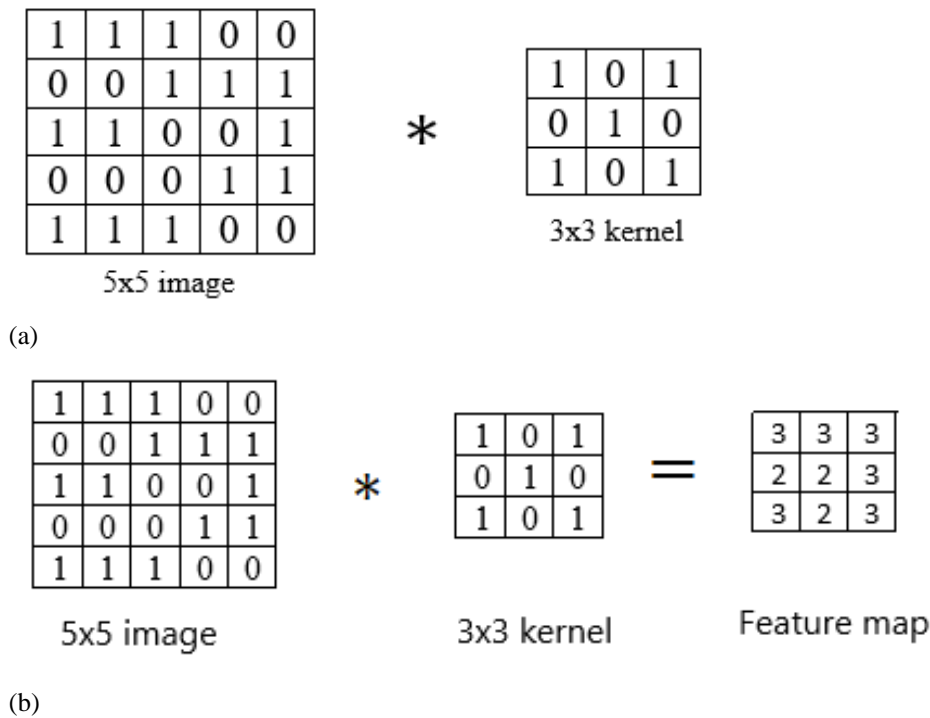 1 1 1 0 0
0 0 1 1 1
1 1 0 0 1
0 0 0 1 1
1 1 1 0 0
5x5 image
*
1 0 1
0 1 0
1 0 1
3x3 kernel
(a)
1 1 1 0 0
0 0 1 1 1
1 1 0 0 1
0 0 0 1 1
1 1 1 0 0
5x5 image
*
1 0 1
0 1 0
1 0 1
3x3 kernel
=
3 3 3
2 2 3
3 2 3
Feature map
(b)